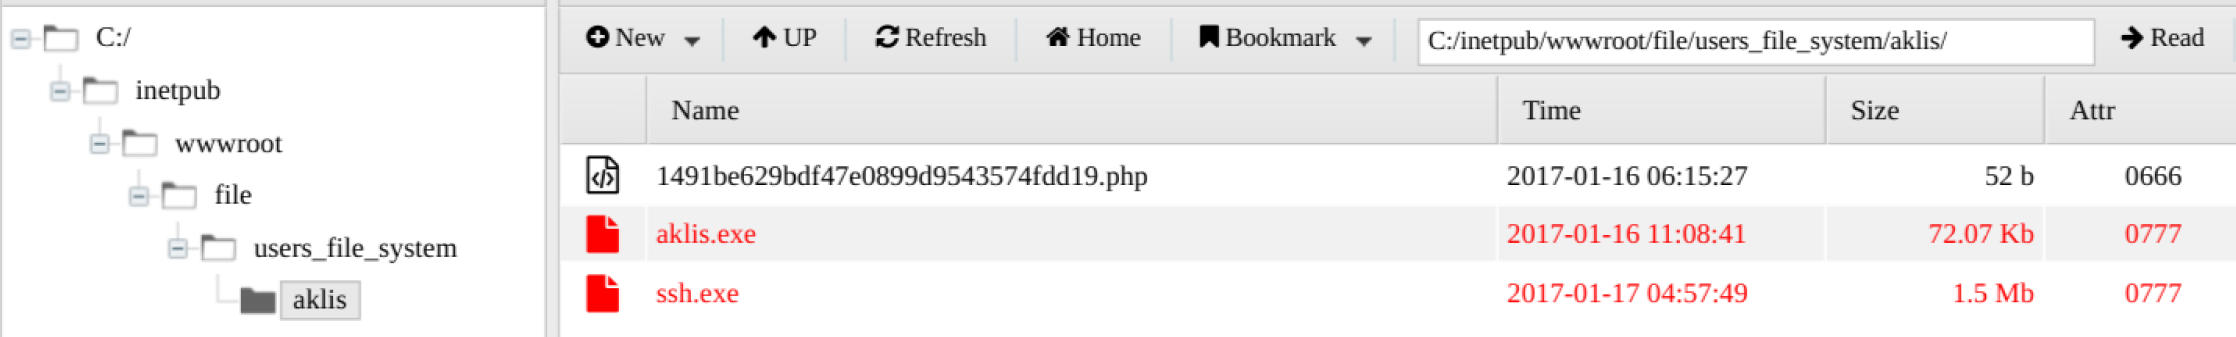 C:/
inetpub
wwwroot
file
users_file_system
aklis
New UP Refresh Home Bookmark C:/inetpub/wwwroot/file/users_file_system/aklis/ Read
Name Time Size Attr
1491be629bdf47e0899d9543574fdd19.php 2017-01-16 06:15:27 52 b 0666
aklis.exe 2017-01-16 11:08:41 72.07 Kb 0777
ssh.exe 2017-01-17 04:57:49 1.5 Mb 0777